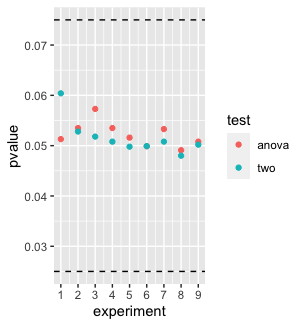 0.07
0.06
0.05
0.04
0.03
pvalue
1 2 3 4 5 6 7 8 9
experiment
test
anova
two